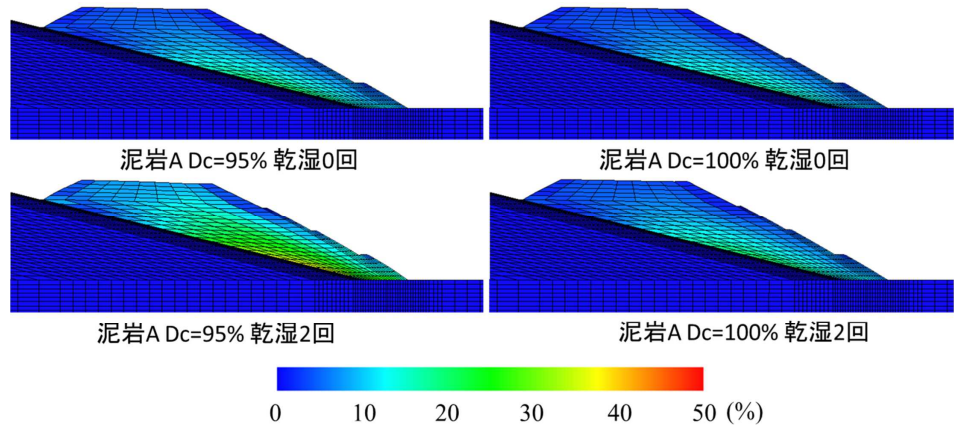 泥岩A Dc=95% 乾湿0回
泥岩A Dc=100% 乾湿0回
泥岩A Dc=95% 乾湿2回
泥岩A Dc=100% 乾湿2回
0 10 20 30 40 50 (%)